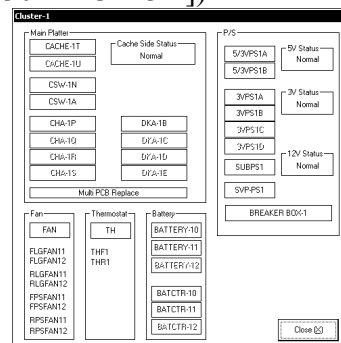 Cluster-1
Main Platter
CACHE-1T
CACHE-1U
Cache Side Status
Normal
CSW-1N
CSW-1A
CHA-1P
DKA-1B
CHA-1Q
DKA-1C
CHA-1R
DKA-1D
CHA-1S
DKA-1E
Multi PCB Replace
P/S
5/3VPS1A
5/3VPS1B
5V Status
Normal
3VPS1A
3VPS1B
3VPS1C
3VPS1D
3V Status
Normal
SUBPS1
12V Status
Normal
SVP-PS1
BREAKER BOX-1
Fan
FAN
FLGFAN11
FLGFAN12
RLGFAN11
RLGFAN12
FPSFAN11
FPSFAN12
RPSFAN11
RPSFAN12
Thermostat
TH
THF1
THR1
Battery
BATTERY-10
BATTERY-11
BATTERY-12
BATCTR-10
BATCTR-11
BATCTR-12
Close